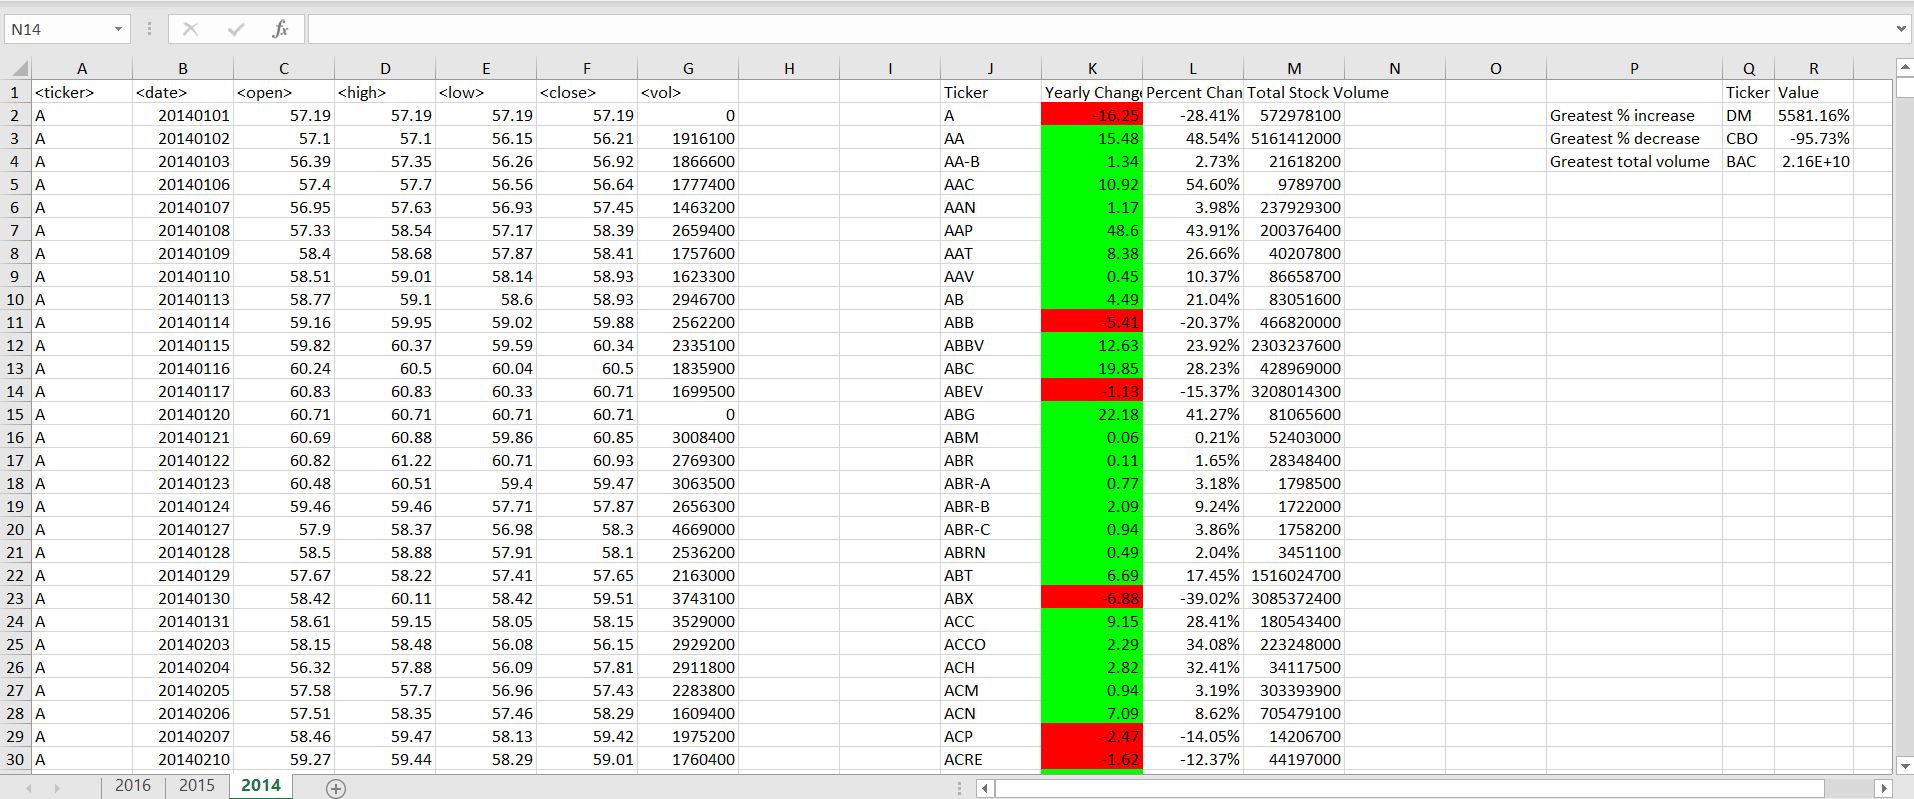 N14 fx
A B C D E F G H I J K L M N O P Q R
1 <ticker> <date> <open> <high> <low> <close> <vol> Ticker Yearly Chang Percent Chan Total Stock Volume Ticker Value
2 A 20140101 57.19 57.19 57.19 57.19 0 A -16.25 -28.41% 572978100 Greatest % increase DM 5581.16%
3 A 20140102 57.1 57.1 56.15 56.21 1916100 AA 15.48 48.54% 5161412000 Greatest % decrease CBO -95.73%
4 A 20140103 56.39 57.35 56.26 56.92 1866600 AA-B 1.34 2.73% 21618200 Greatest total volume BAC 2.16E+10
5 A 20140106 57.4 57.7 56.56 56.64 1777400 AAC 10.92 54.60% 9789700
6 A 20140107 56.95 57.63 56.93 57.45 1463200 AAN 1.17 3.98% 237929300
7 A 20140108 57.33 58.54 57.17 58.39 2659400 AAP 48.6 43.91% 200376400
8 A 20140109 58.4 58.68 57.87 58.41 1757600 AAT 8.38 26.66% 40207800
9 A 20140110 58.51 59.01 58.14 58.93 1623300 AAV 0.45 10.37% 86658700
10 A 20140113 58.77 59.1 58.6 58.93 2946700 AB 4.49 21.04% 83051600
11 A 20140114 59.16 59.95 59.02 59.88 2562200 ABB -5.41 -20.37% 466820000
12 A 20140115 59.82 60.37 59.59 60.34 2335100 ABBV 12.63 23.92% 2303237600
13 A 20140116 60.24 60.5 60.04 60.5 1835900 ABC 19.85 28.23% 428969000
14 A 20140117 60.83 60.83 60.33 60.71 1699500 ABEV -1.13 -15.37% 3208014300
15 A 20140120 60.71 60.71 60.71 60.71 0 ABG 22.18 41.27% 81065600
16 A 20140121 60.69 60.88 59.86 60.85 3008400 ABM 0.06 0.21% 52403000
17 A 20140122 60.82 61.22 60.71 60.93 2769300 ABR 0.11 1.65% 28348400
18 A 20140123 60.48 60.51 59.4 59.47 3063500 ABR-A 0.77 3.18% 1798500
19 A 20140124 59.46 59.46 57.71 57.87 2656300 ABR-B 2.09 9.24% 1722000
20 A 20140127 57.9 58.37 56.98 58.3 4669000 ABR-C 0.94 3.86% 1758200
21 A 20140128 58.5 58.88 57.91 58.1 2536200 ABRN 0.49 2.04% 3451100
22 A 20140129 57.67 58.22 57.41 57.65 2163000 ABT 6.69 17.45% 1516024700
23 A 20140130 58.42 60.11 58.42 59.51 3743100 ABX -6.88 -39.02% 3085372400
24 A 20140131 58.61 59.15 58.05 58.15 3529000 ACC 9.15 28.41% 180543400
25 A 20140203 58.15 58.48 56.08 56.15 2929200 ACCO 2.29 34.08% 223248000
26 A 20140204 56.32 57.88 56.09 57.81 2911800 ACH 2.82 32.41% 34117500
27 A 20140205 57.58 57.7 56.96 57.43 2283800 ACM 0.94 3.19% 303393900
28 A 20140206 57.51 58.35 57.46 58.29 1609400 ACN 7.09 8.62% 705479100
29 A 20140207 58.46 59.47 58.13 59.42 1975200 ACP -2.47 -14.05% 14206700
30 A 20140210 59.27 59.44 58.29 59.01 1760400 ACRE -1.62 -12.37% 44197000
2016 2015 2014